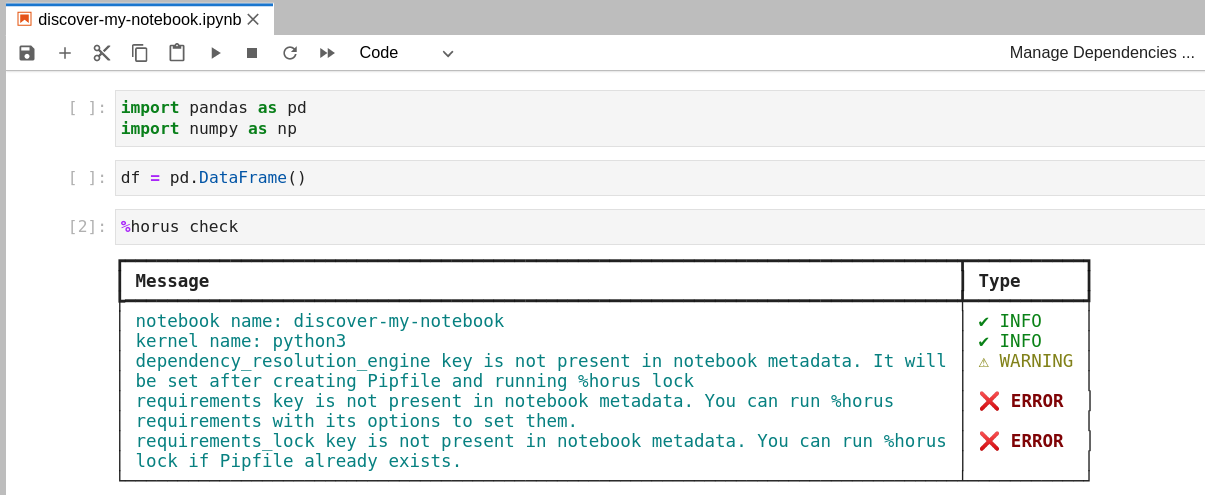 discover-my-notebook.ipynb
Code
Manage Dependencies ...
[ ]: import pandas as pd
import numpy as np
[ ]: df = pd.DataFrame()
[2]: %horus check
Message Type
notebook name: discover-my-notebook ✔ INFO
kernel name: python3 ✔ INFO
dependency_resolution_engine key is not present in notebook metadata. It will ⚠ WARNING
be set after creating Pipfile and running %horus lock
requirements key is not present in notebook metadata. You can run %horus ❌ ERROR
requirements with its options to set them.
requirements_lock key is not present in notebook metadata. You can run %horus ❌ ERROR
lock if Pipfile already exists.